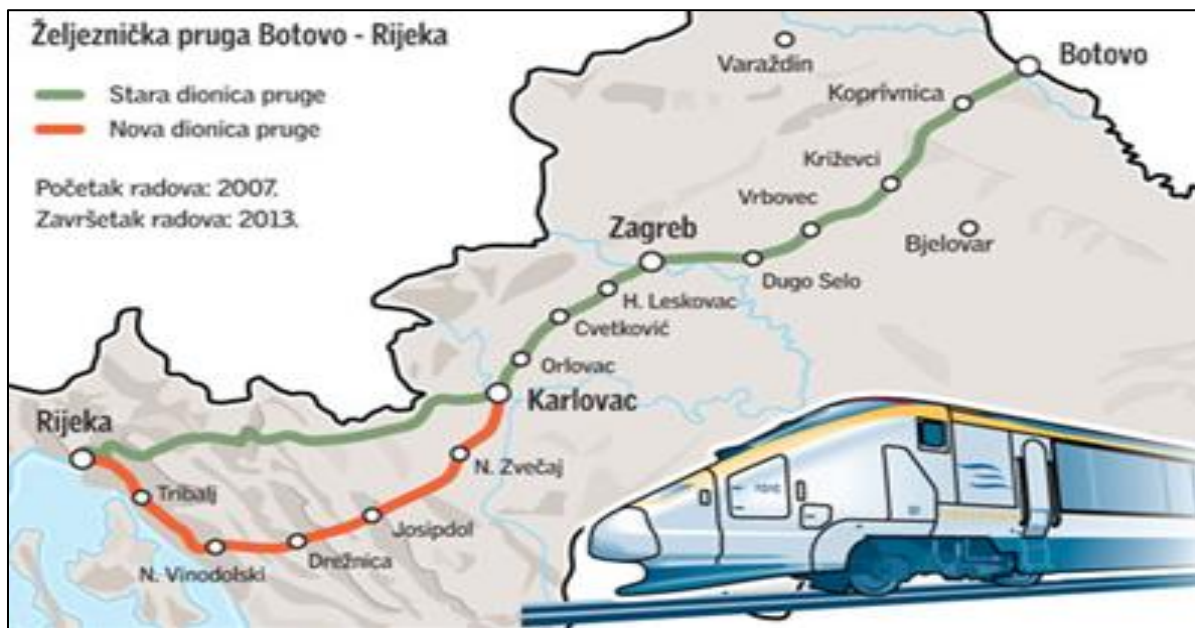 Željeznička pruga Botovo - Rijeka
Stara dionica pruge
Nova dionica pruge
Početak radova: 2007.
Završetak radova: 2013.
Varaždin
Botovo
Koprivnica
Križevci
Vrbovec
Zagreb
Bjelovar
Dugo Selo
H. Leskovac
Cvetković
Orlovac
Karlovac
Rijeka
N. Zvečaj
Tribalj
Josipdol
Drežnica
N. Vinodolski